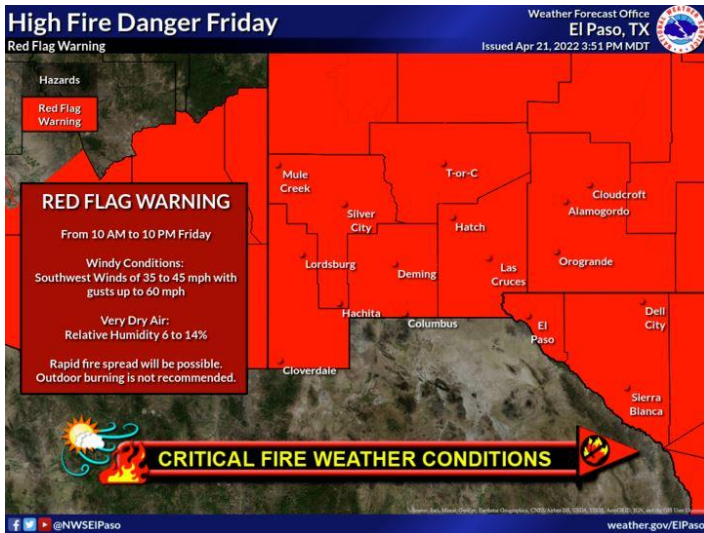 High Fire Danger Friday
Red Flag Warning
Weather Forecast Office
El Paso, TX
Issued Apr 21, 2022 3:51 PM MDT
Hazards
Red Flag
Warning
RED FLAG WARNING
From 10 AM to 10 PM Friday
Windy Conditions:
Southwest Winds of 35 to 45 mph with
gusts up to 60 mph
Very Dry Air:
Relative Humidity 6 to 14%
Rapid fire spread will be possible.
Outdoor burning is not recommended.
Mule
Creek
T-or-C
Cloudcroft
Alamogordo
Silver
City
Hatch
Lordsburg
Deming
Las
Cruces
Orogrande
Hachita
Columbus
El
Paso
Dell
City
Cloverdale
Sierra
Blanca
CRITICAL FIRE WEATHER CONDITIONS
@NWSElPaso
weather.gov/ElPaso